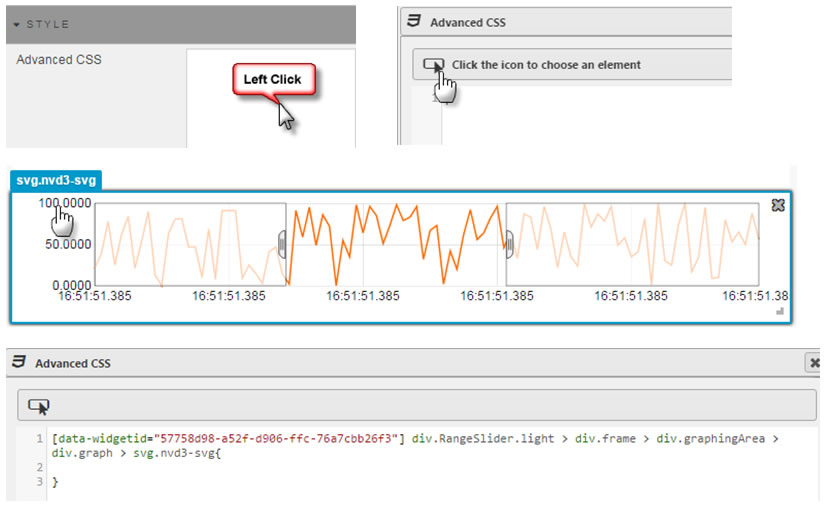 STYLE
Advanced CSS
Left Click
Advanced CSS
Click the icon to choose an element
1
svg.nvd3-svg
100.0000
50.0000
0.0000
16:51:51.385 16:51:51.385 16:51:51.385 16:51:51.385 16:51:51.385 16:51:51.38
Advanced CSS
1 [data-widgetid="57758d98-a52f-d906-ffc-76a7cbb26f3"] div.RangeSlider.light > div.frame > div.graphingArea >
div.graph > svg.nvd3-svg{
2
3 }